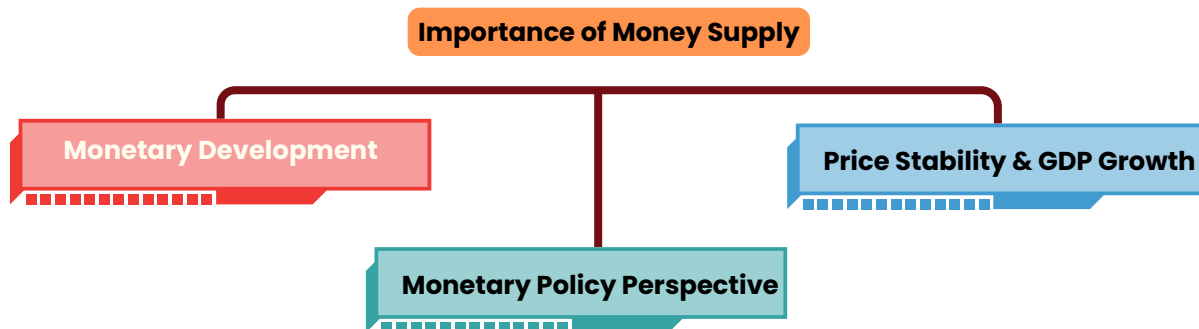 Importance of Money Supply
Monetary Development
Price Stability & GDP Growth
Monetary Policy Perspective